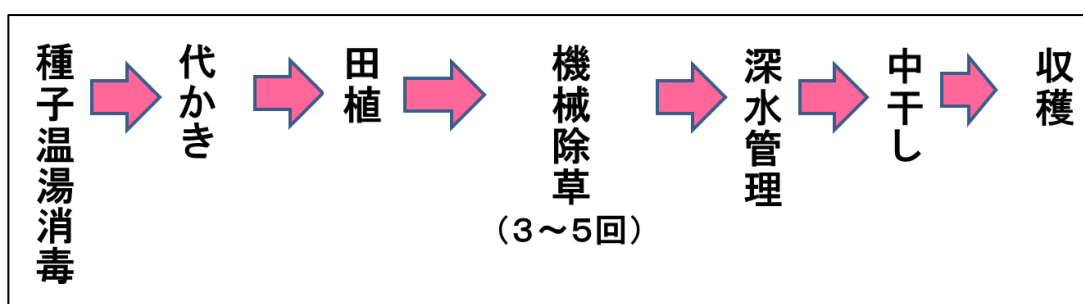 種子温湯消毒
代かき
田植
機械除草
（３～５回）
深水管理
中干し
収穫